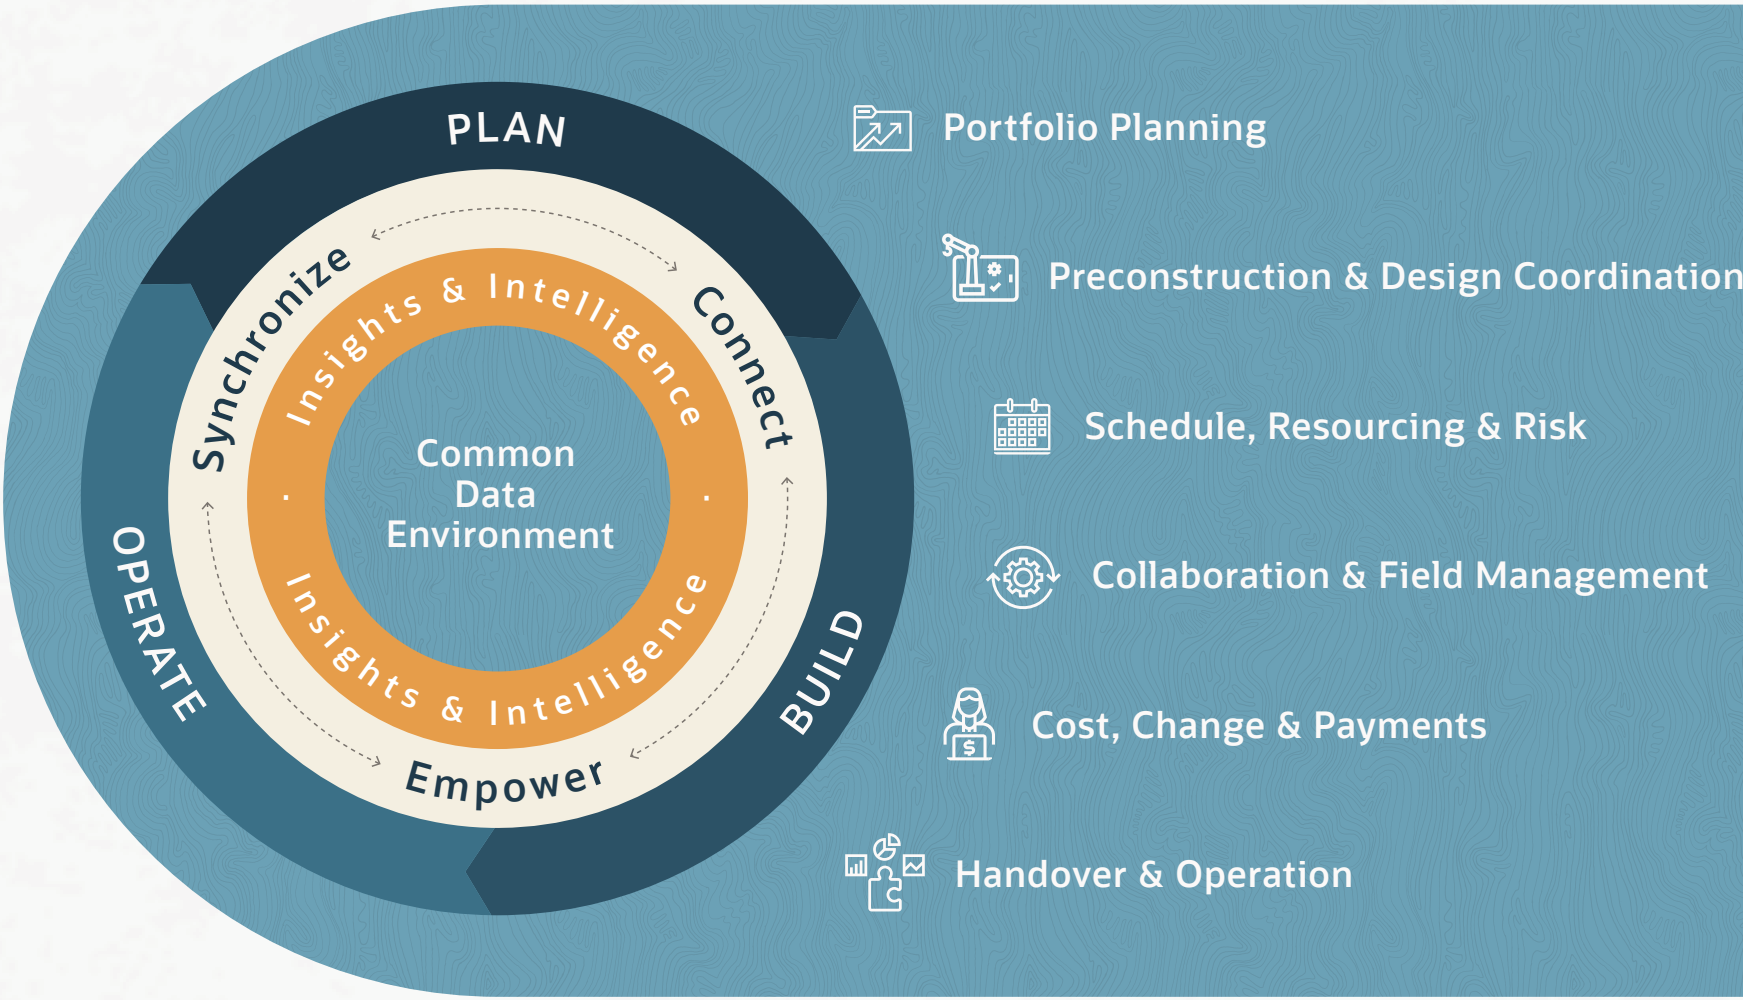 PLAN
BUILD
OPERATE
Synchronize
Connect
Empower
Insights & Intelligence
·
·
Insights & Intelligence
Common
Data
Environment
Portfolio Planning
Preconstruction & Design Coordination
Schedule, Resourcing & Risk
Collaboration & Field Management
$
Cost, Change & Payments
Handover & Operation